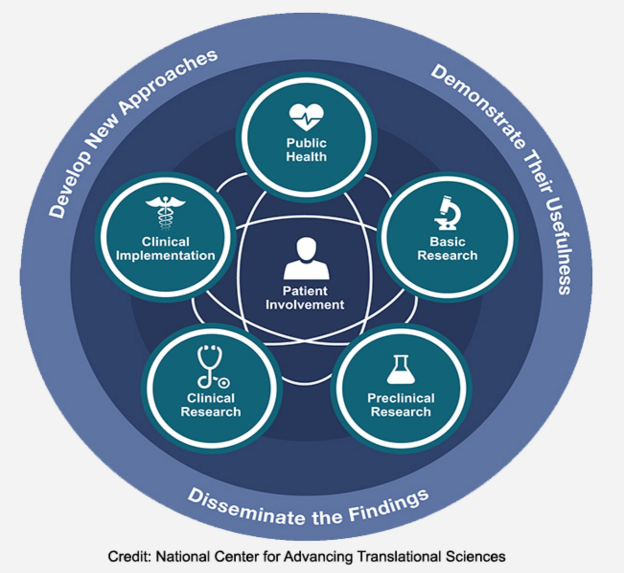 Develop New Approaches
Demonstrate Their Usefulness
Public
Health
Clinical
Implementation
Basic
Research
Patient
Involvement
Clinical
Research
Preclinical
Research
Disseminate the Findings
Credit: National Center for Advancing Translational Sciences